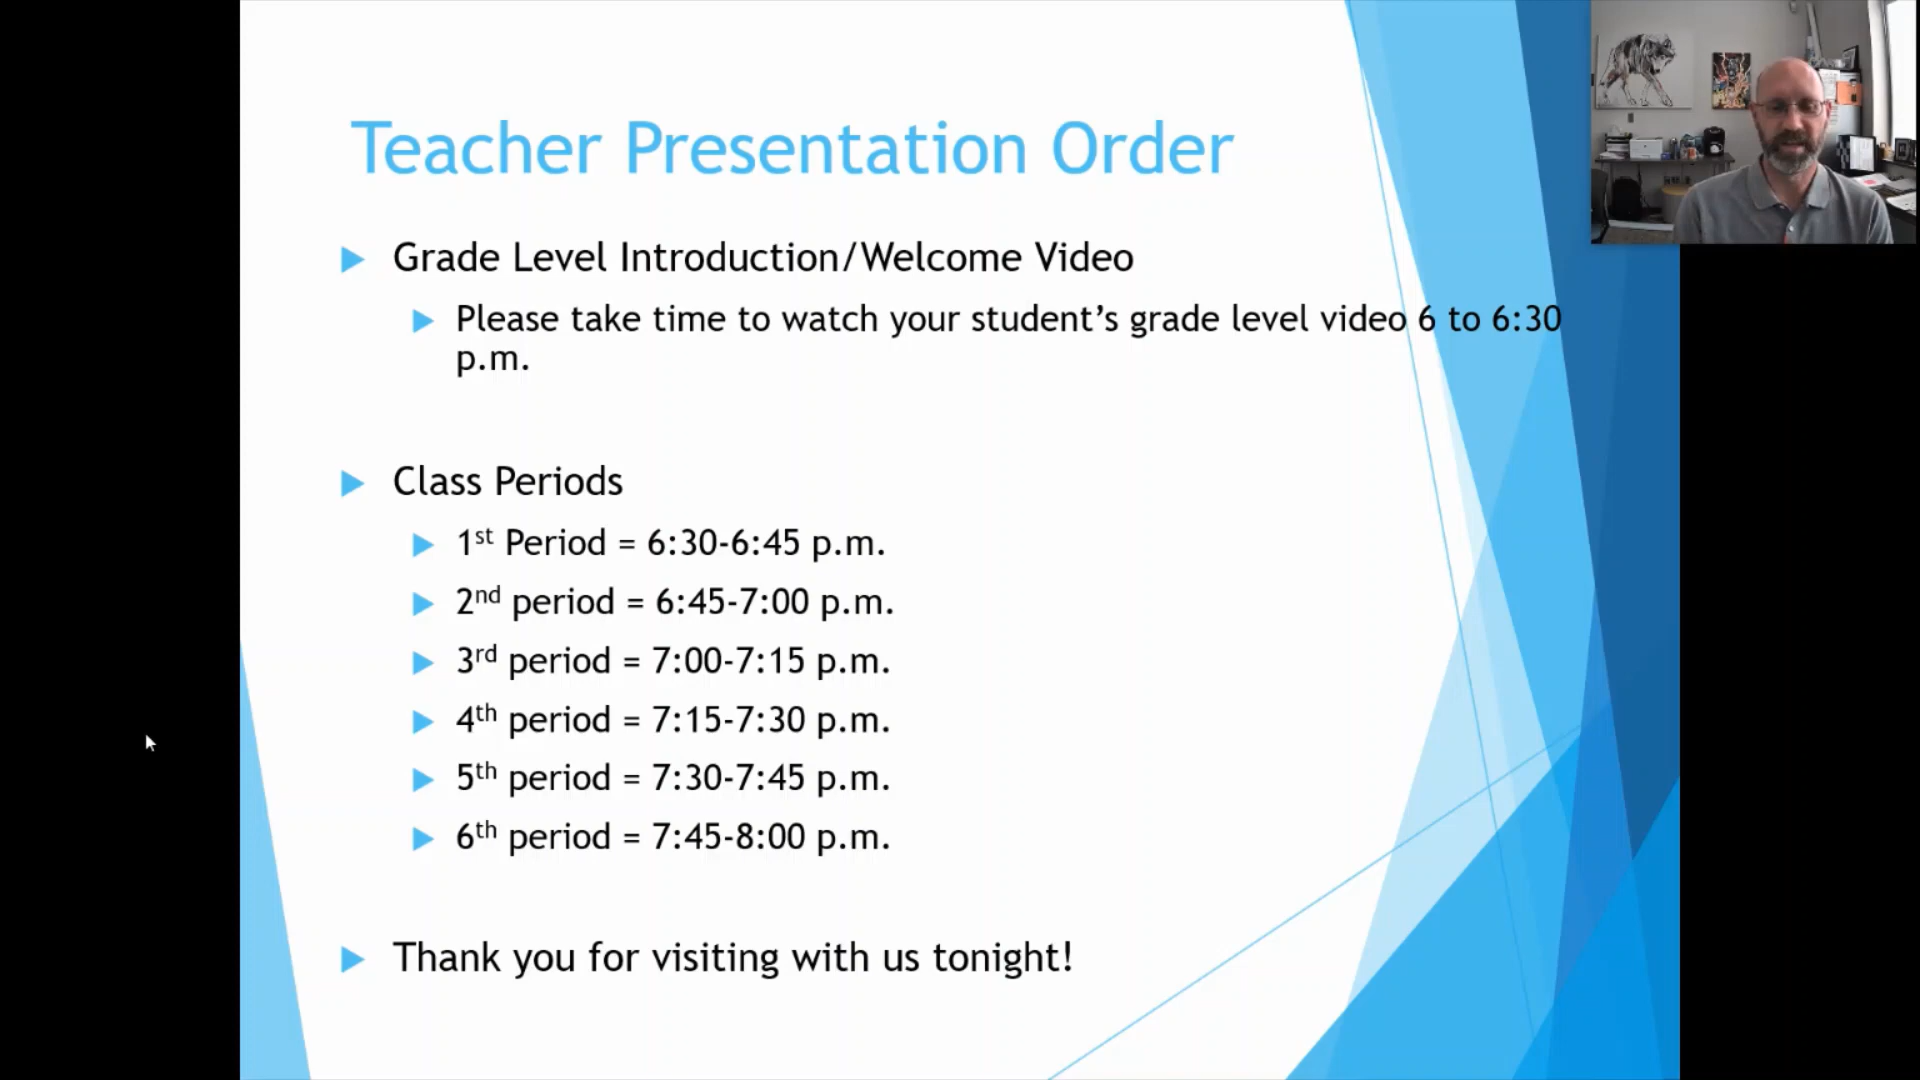 Teacher Presentation Order
Grade Level Introduction/Welcome Video
Please take time to watch your student’s grade level video 6 to 6:30
p.m.
Class Periods
1st Period = 6:30-6:45 p.m.
2nd period = 6:45-7:00 p.m.
3rd period = 7:00-7:15 p.m.
4th period = 7:15-7:30 p.m.
5th period = 7:30-7:45 p.m.
6th period = 7:45-8:00 p.m.
Thank you for visiting with us tonight!